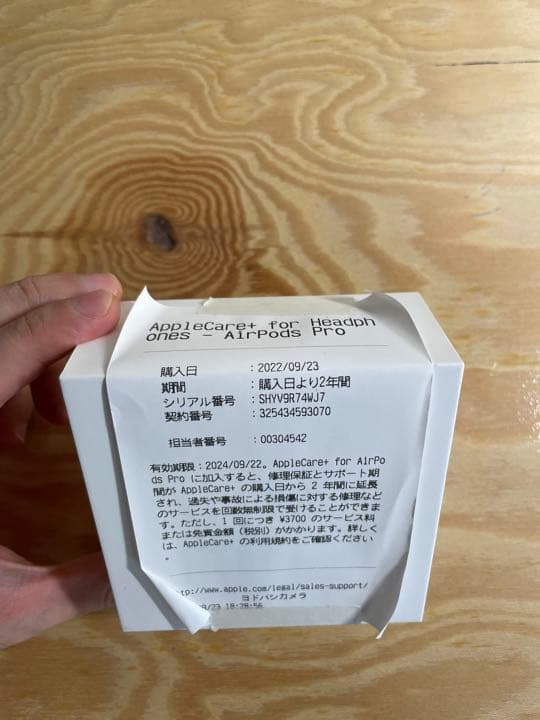 AppleCare+ for Headph
ones - AirPods Pro
購入日 : 2022/09/23
期間 : 購入日より2年間
シリアル番号 : SHYV9R74WJ7
契約番号 : 325434593070
担当者番号 : 00304542
有効期限：2024/09/22。AppleCare+ for AirPo
ds Pro に加入すると、修理保証とサポート期
間が AppleCare+ の購入日から 2 年間に延長
され、過失や事故による損傷に対する修理など
のサービスを回数無制限で受けることができま
す。ただし、1 回につき ¥3700 のサービス料
または免責金額（税別）がかかります。詳しく
は、AppleCare+ の利用規約をご確認ください
。
tp://www.apple.com/legal/sales-support/
ヨドバシカメラ
9/23 18:28:56